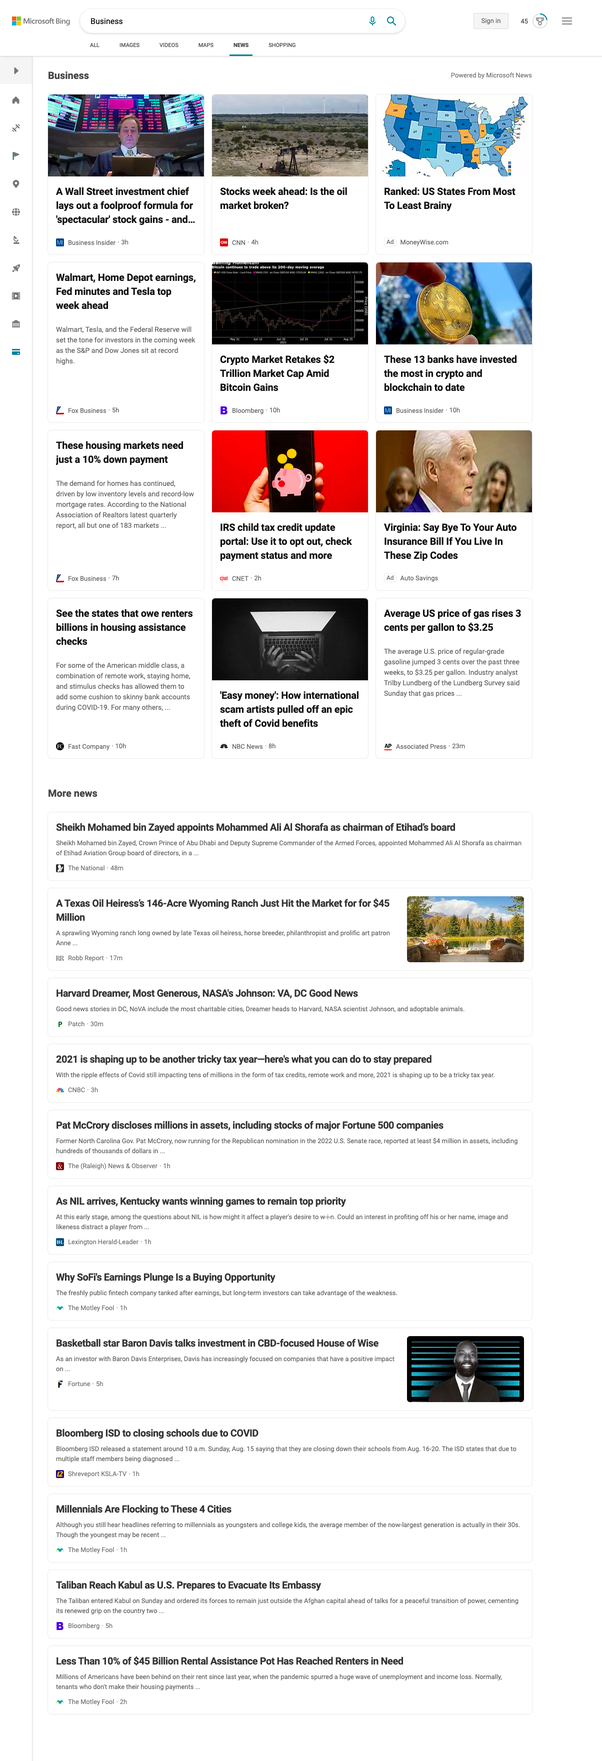 Microsoft Bing
Business
Sign in
45
ALL
IMAGES
VIDEOS
MAPS
NEWS
SHOPPING
Business
Powered by Microsoft News
A Wall Street investment chief
lays out a foolproof formula for
'spectacular' stock gains - and...
Business Insider · 3h
Stocks week ahead: Is the oil
market broken?
CNN · 4h
Ranked: US States From Most
To Least Brainy
Ad MoneyWise.com
Walmart, Home Depot earnings,
Fed minutes and Tesla top
week ahead
Walmart, Tesla, and the Federal Reserve will
set the tone for investors in the coming week
as the S&P and Dow Jones sit at record
highs.
Fox Business · 5h
Crypto Market Retakes $2
Trillion Market Cap Amid
Bitcoin Gains
Bloomberg · 10h
These 13 banks have invested
the most in crypto and
blockchain to date
Business Insider · 10h
These housing markets need
just a 10% down payment
The demand for homes has continued,
driven by low inventory levels and record-low
mortgage rates. According to the National
Association of Realtors latest quarterly
report, all but one of 183 markets ...
Fox Business · 7h
IRS child tax credit update
portal: Use it to opt out, check
payment status and more
CNET · 2h
Virginia: Say Bye To Your Auto
Insurance Bill If You Live In
These Zip Codes
Ad Auto Savings
See the states that owe renters
billions in housing assistance
checks
For some of the American middle class, a
combination of remote work, staying home,
and stimulus checks has allowed them to
add some cushion to skinny bank accounts
during COVID-19. For many others, ...
Fast Company · 10h
'Easy money': How international
scam artists pulled off an epic
theft of Covid benefits
NBC News · 8h
Average US price of gas rises 3
cents per gallon to $3.25
The average U.S. price of regular-grade
gasoline jumped 3 cents over the past three
weeks, to $3.25 per gallon. Industry analyst
Trilby Lundberg of the Lundberg Survey said
Sunday that gas prices ...
AP Associated Press · 23m
More news
Sheikh Mohamed bin Zayed appoints Mohammed Ali Al Shorafa as chairman of Etihad's board
Sheikh Mohamed bin Zayed, Crown Prince of Abu Dhabi and Deputy Supreme Commander of the Armed Forces, appointed Mohammed Ali Al Shorafa as chairman
of Etihad Aviation Group board of directors, in a ...
The National · 48m
A Texas Oil Heiress's 146-Acre Wyoming Ranch Just Hit the Market for for $45
Million
A sprawling Wyoming ranch long owned by late Texas oil heiress, horse breeder, philanthropist and prolific art patron
Anne ...
Robb Report · 17m
Harvard Dreamer, Most Generous, NASA's Johnson: VA, DC Good News
Good news stories in DC, NoVA include the most charitable cities, Dreamer heads to Harvard, NASA scientist Johnson, and adoptable animals.
Patch · 30m
2021 is shaping up to be another tricky tax year—here's what you can do to stay prepared
With the ripple effects of Covid still impacting tens of millions in the form of tax credits, remote work and more, 2021 is shaping up to be a tricky tax year.
CNBC · 3h
Pat McCrory discloses millions in assets, including stocks of major Fortune 500 companies
Former North Carolina Gov. Pat McCrory, now running for the Republican nomination in the 2022 U.S. Senate race, reported at least $4 million in assets, including
hundreds of thousands of dollars in ...
The (Raleigh) News & Observer · 1h
As NIL arrives, Kentucky wants winning games to remain top priority
At this early stage, among the questions about NIL is how might it affect a player's desire to w-i-n. Could an interest in profiting off his or her name, image and
likeness distract a player from ...
Lexington Herald-Leader · 1h
Why SoFi's Earnings Plunge Is a Buying Opportunity
The freshly public fintech company tanked after earnings, but long-term investors can take advantage of the weakness.
The Motley Fool · 1h
Basketball star Baron Davis talks investment in CBD-focused House of Wise
As an investor with Baron Davis Enterprises, Davis has increasingly focused on companies that have a positive impact
on ...
Fortune · 5h
Bloomberg ISD to closing schools due to COVID
Bloomberg ISD released a statement around 10 a.m. Sunday, Aug. 15 saying that they are closing down their schools from Aug. 16-20. The ISD states that due to
multiple staff members being diagnosed ...
Shreveport KSLA-TV · 1h
Millennials Are Flocking to These 4 Cities
Although you still hear headlines referring to millennials as youngsters and college kids, the average member of the now-largest generation is actually in their 30s.
Though the youngest may be recent ...
The Motley Fool · 1h
Taliban Reach Kabul as U.S. Prepares to Evacuate Its Embassy
The Taliban entered Kabul on Sunday and ordered its forces to remain just outside the Afghan capital ahead of talks for a peaceful transition of power, cementing
its renewed grip on the country two ...
Bloomberg · 5h
Less Than 10% of $45 Billion Rental Assistance Pot Has Reached Renters in Need
Millions of Americans have been behind on their rent since last year, when the pandemic spurred a huge wave of unemployment and income loss. Normally,
tenants who don't make their housing payments ...
The Motley Fool · 2h